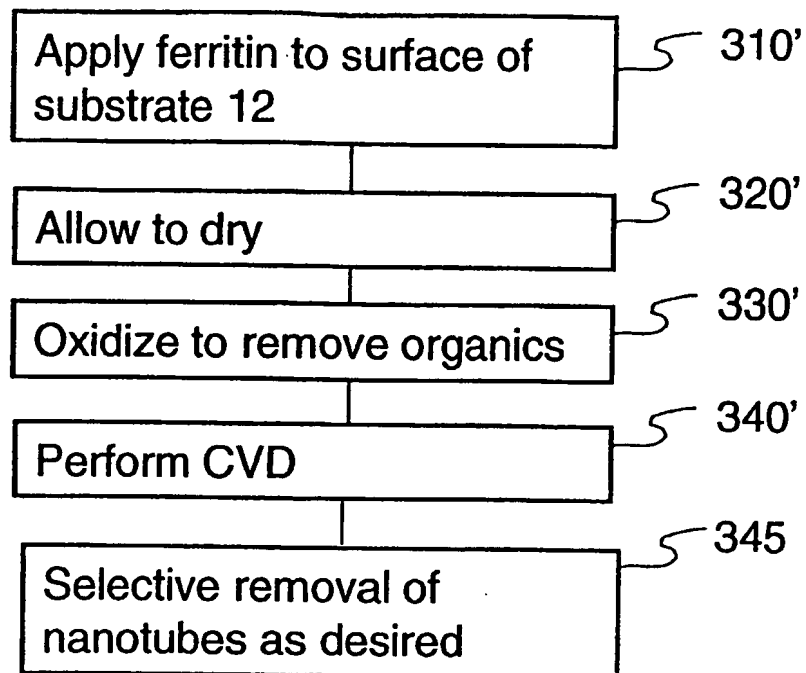 Apply ferritin to surface of
substrate 12
310'
Allow to dry
320'
Oxidize to remove organics
330'
Perform CVD
340'
Selective removal of
nanotubes as desired
345